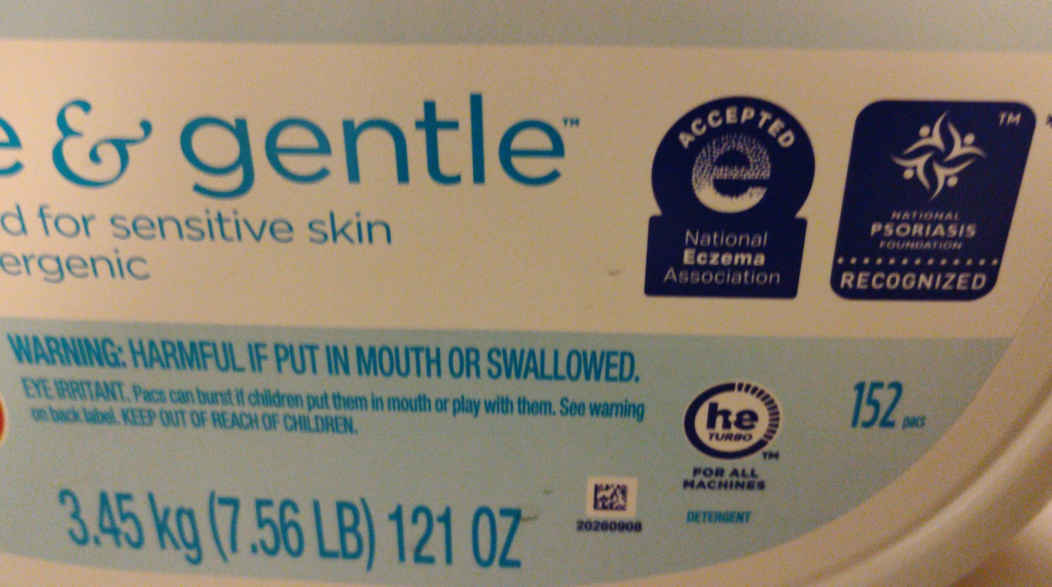 e & gentle™
d for sensitive skin
ergenic
ACCEPTED
e
National
Eczema
Association
TM
NATIONAL
PSORIASIS
FOUNDATION
RECOGNIZED
WARNING: HARMFUL IF PUT IN MOUTH OR SWALLOWED.
EYE IRRITANT. Pacs can burst if children put them in mouth or play with them. See warning
on back label. KEEP OUT OF REACH OF CHILDREN.
he
TURBO
TM
FOR ALL
MACHINES
DETERGENT
152 pacs
3.45 kg (7.56 LB) 121 OZ
20260908